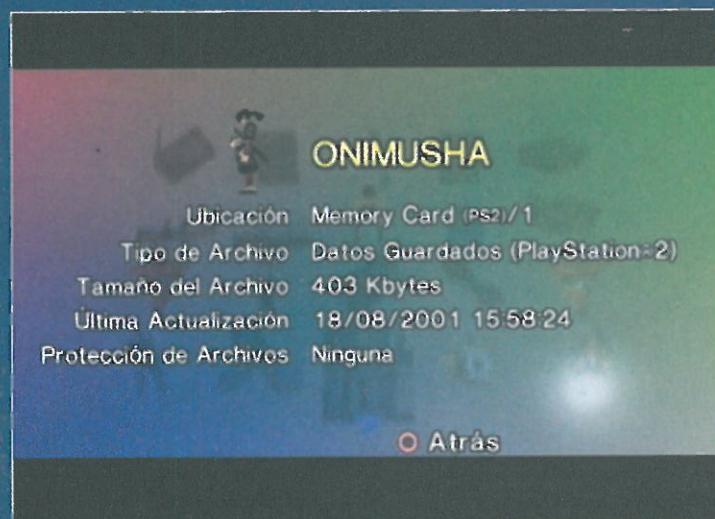 ONIMUSHA
Ubicación Memory Card (PS2)/1
Tipo de Archivo Datos Guardados (PlayStation®2)
Tamaño del Archivo 403 Kbytes
Última Actualización 18/08/2001 15:58:24
Protección de Archivos Ninguna
Atrás